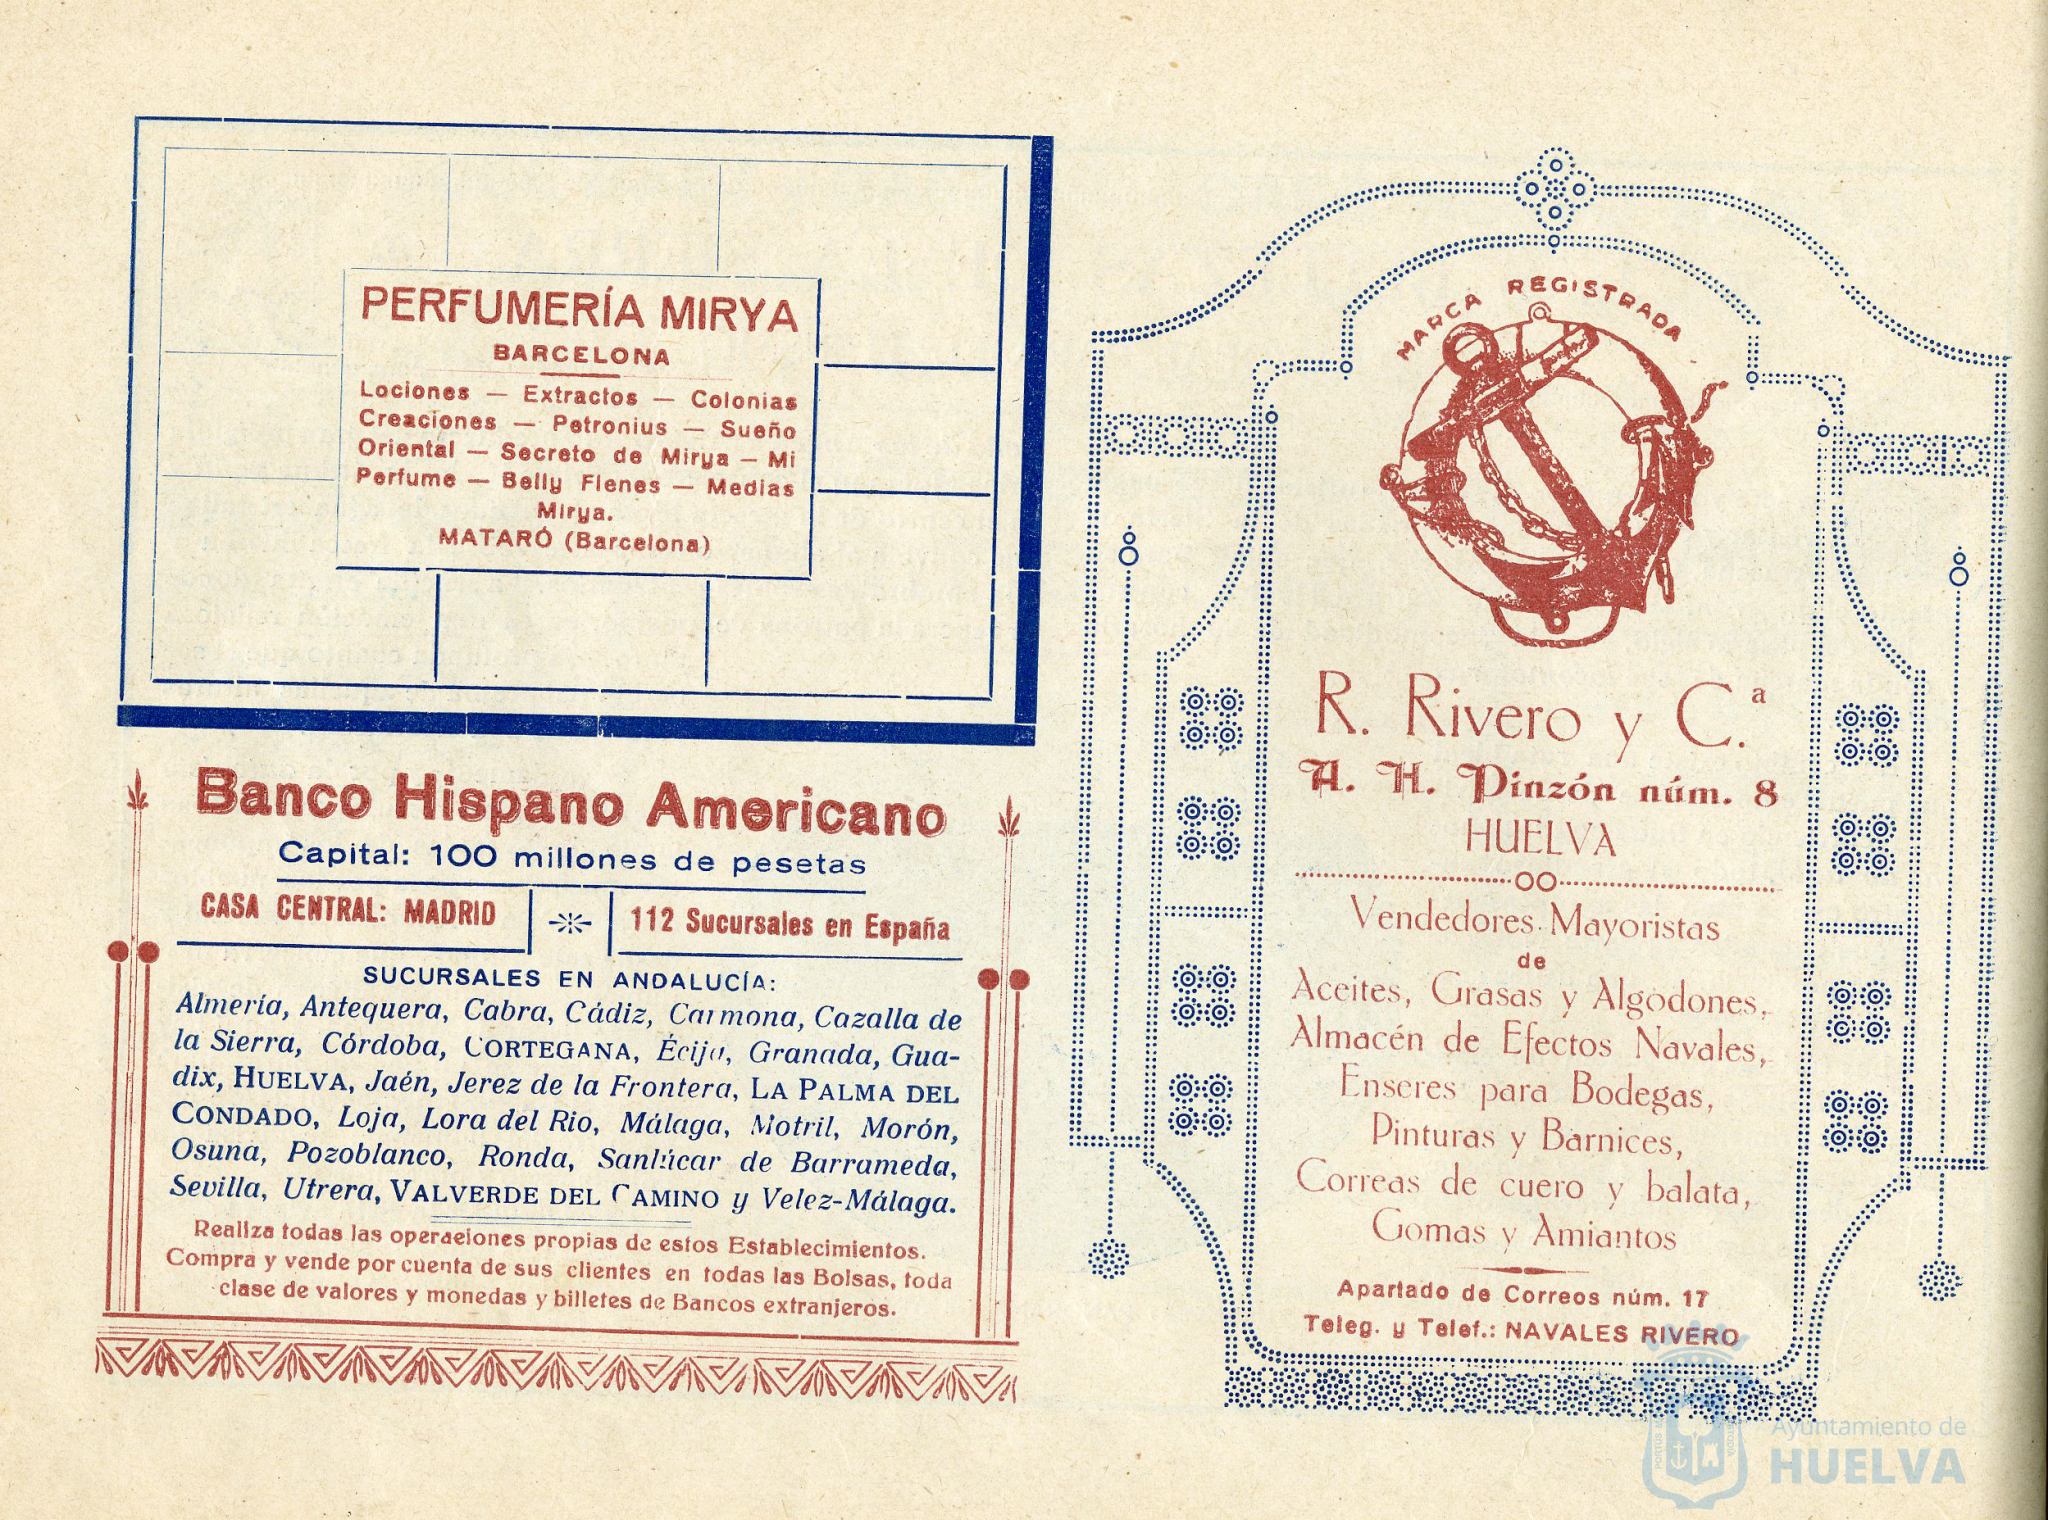 PERFUMERÍA MIRYA
BARCELONA
Lociones — Extractos — Colonias
Creaciones — Petronius — Sueño
Oriental — Secreto de Mirya — Mi
Perfume — Belly Flenes — Medias
Mirya.
MATARÓ (Barcelona)
Banco Hispano Americano
Capital: 100 millones de pesetas
CASA CENTRAL: MADRID
112 Sucursales en España
SUCURSALES EN ANDALUCÍA:
Almería, Antequera, Cabra, Cádiz, Carmona, Cazalla de
la Sierra, Córdoba, CORTEGANA, Écija, Granada, Gua-
dix, HUELVA, Jaén, Jerez de la Frontera, LA PALMA DEL
CONDADO, Loja, Lora del Rio, Málaga, Motril, Morón,
Osuna, Pozoblanco, Ronda, Sanlúcar de Barrameda,
Sevilla, Utrera, VALVERDE DEL CAMINO y Velez-Málaga.
Realiza todas las operaeiones propias de estos Establecimientos.
Compra y vende por cuenta de sus clientes en todas las Bolsas, toda
clase de valores y monedas y billetes de Bancos extranjeros.
MARCA REGISTRADA
R. Rivero y C.ª
A. H. Pinzón núm. 8
HUELVA
Vendedores Mayoristas
de
Aceites, Grasas y Algodones,
Almacén de Efectos Navales,
Enseres para Bodegas,
Pinturas y Barnices,
Correas de cuero y balata,
Gomas y Amiantos
Apartado de Correos núm. 17
Teleg. y Telef.: NAVALES RIVERO
Ayuntamiento de
HUELVA